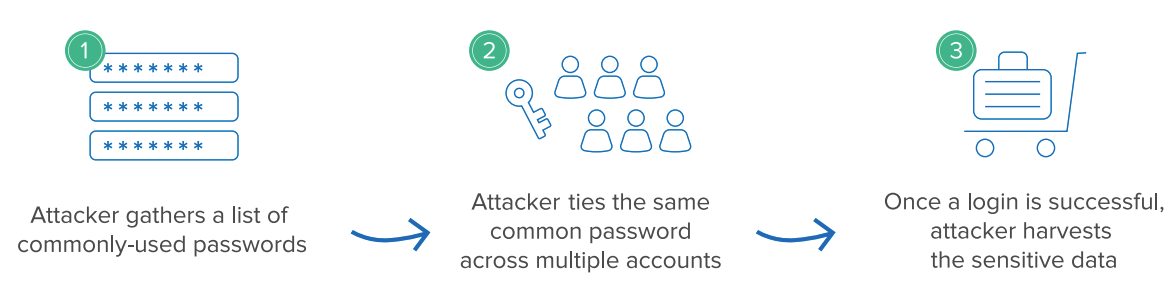 1
*******
*******
*******
Attacker gathers a list of
commonly-used passwords
2
Attacker ties the same
common password
across multiple accounts
3
Once a login is successful,
attacker harvests
the sensitive data